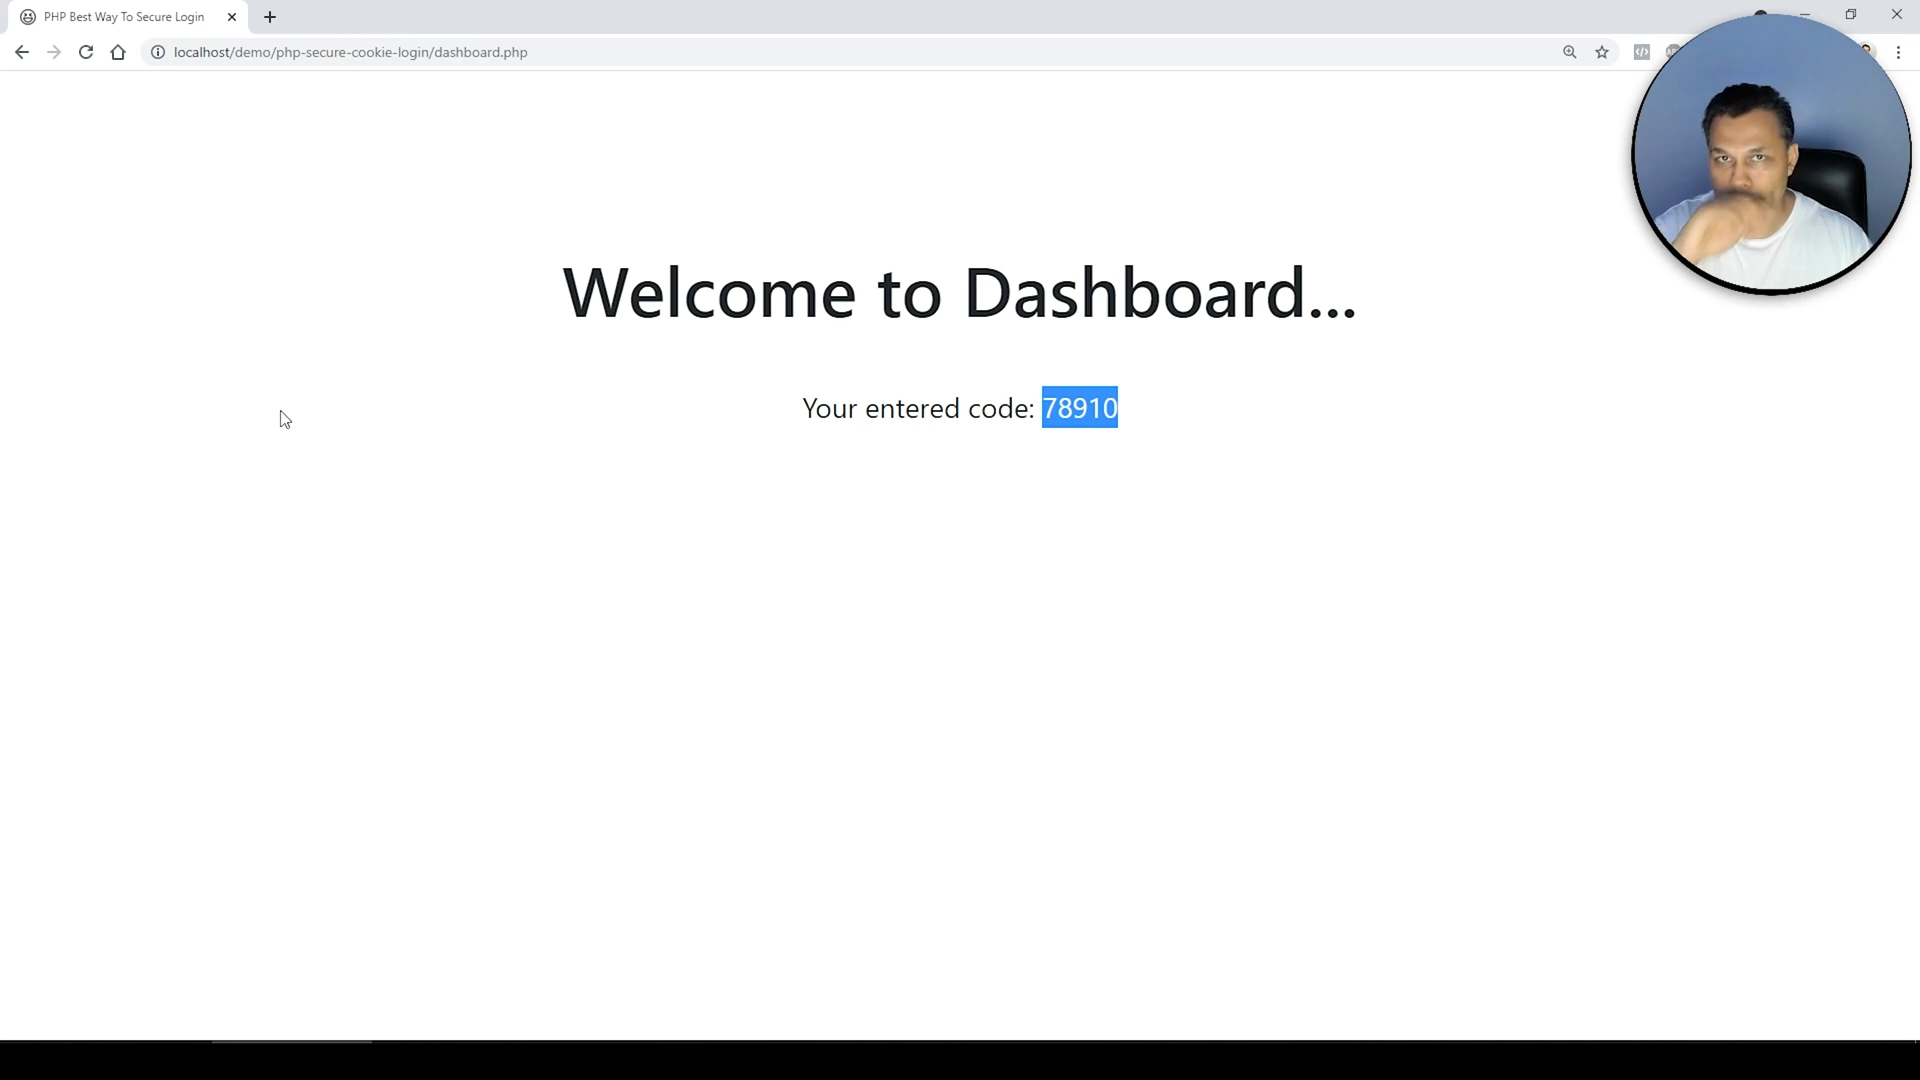 PHP Best Way To Secure Login
localhost/demo/php-secure-cookie-login/dashboard.php
Welcome to Dashboard...
Your entered code: 78910